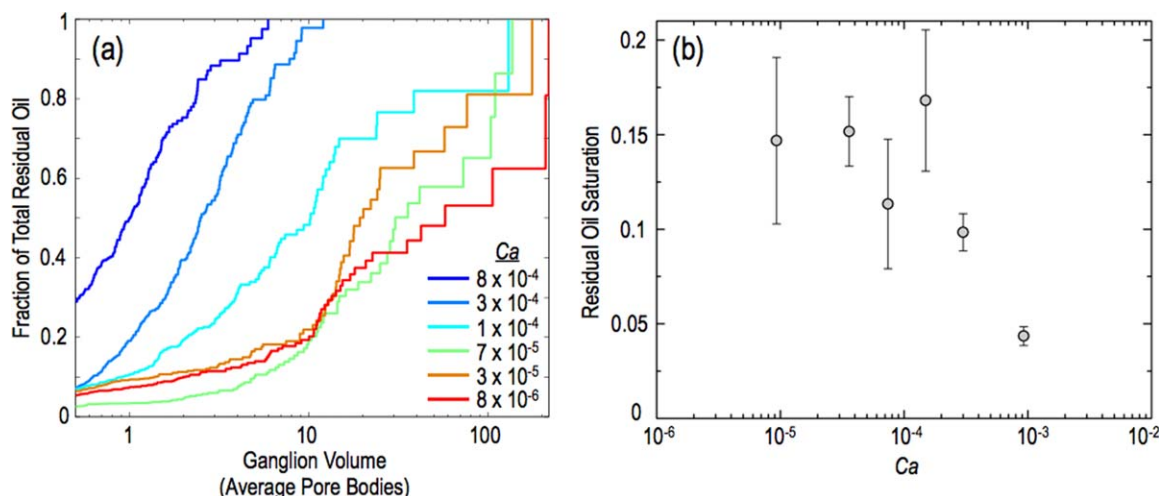 (a)
Fraction of Total Residual Oil
1
0.8
0.6
0.4
0.2
0
1
10
100
Ganglion Volume
(Average Pore Bodies)
Ca
8 x 10-4
3 x 10-4
1 x 10-4
7 x 10-5
3 x 10-5
8 x 10-6
(b)
Residual Oil Saturation
0.2
0.15
0.1
0.05
0
10-6
10-5
10-4
10-3
10-2
Ca